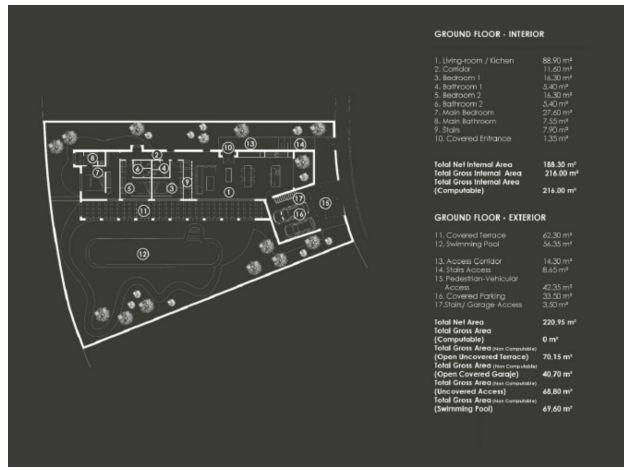 GROUND FLOOR - INTERIOR
1. Living-room / Kichen 88.90 m²
2. Corridor 11.60 m²
3. Bedroom 1 16.30 m²
4. Bathroom 1 5.40 m²
5. Bedroom 2 16.30 m²
6. Bathroom 2 5.40 m²
7. Main Bedroom 27.60 m²
8. Main Bathroom 7.55 m²
9. Stairs 7.90 m²
10. Covered Entrance 1.35 m²
Total Net Internal Area 188.30 m²
Total Gross Internal Area 216.00 m²
Total Gross Internal Area
(Computable) 216.00 m²
GROUND FLOOR - EXTERIOR
11. Covered Terrace 62.30 m²
12. Swimming Pool 56.35 m²
13. Access Corridor 14.30 m²
14. Stairs Access 8.65 m²
15. Pedestrian-Vehicular
Access 42.35 m²
16. Covered Parking 33.50 m²
17.Stairs/ Garage Access 3,50 m²
Total Net Area 220,95 m²
Total Gross Area
(Computable) 0 m²
Total Gross Area (Non Computable)
(Open Uncovered Terrace) 70.15 m²
Total Gross Area (Non Computable)
(Open Covered Garaje) 40.70 m²
Total Gross Area (Non Computable)
(Uncovered Access) 68,80 m²
Total Gross Area (Non Computable)
(Swimming Pool) 69,60 m²
10
13
14
2
8
7
6
4
5
3
9
1
17
15
16
11
12